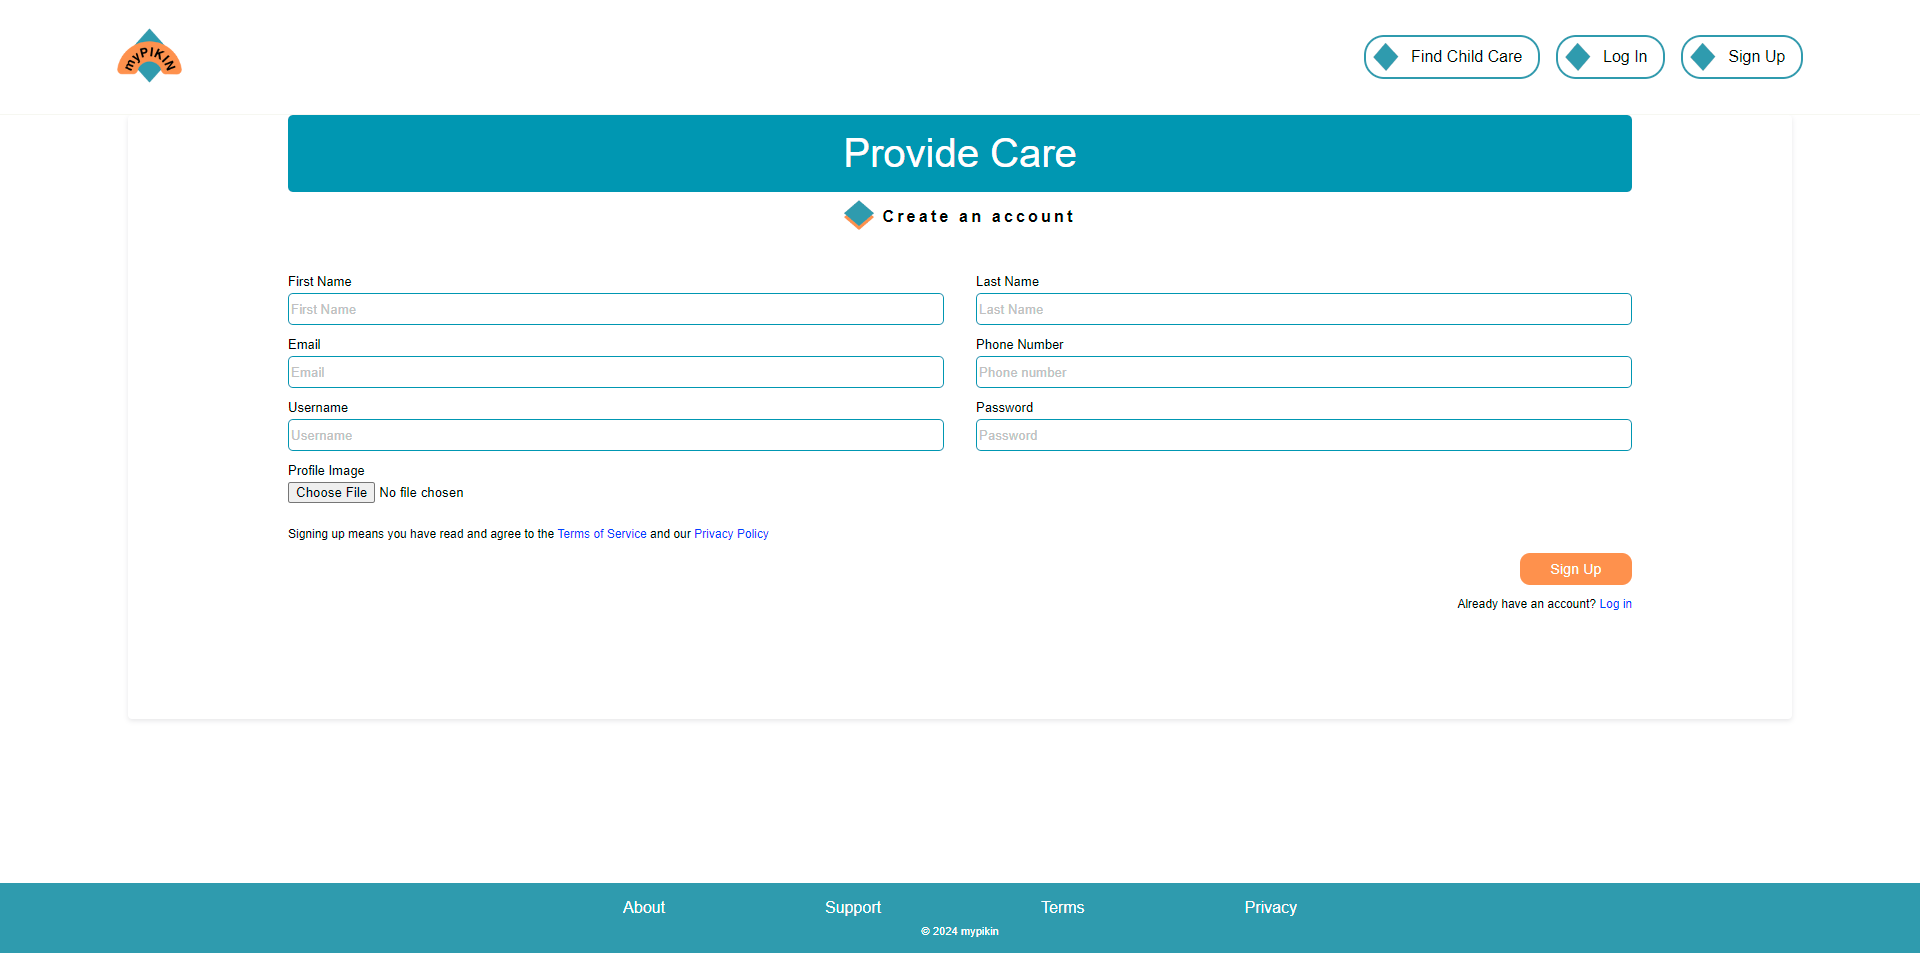 myPIKIN
Find Child Care
Log In
Sign Up
Provide Care
Create an account
First Name
Last Name
First Name
Last Name
Email
Phone Number
Email
Phone number
Username
Password
Username
Password
Profile Image
Choose File No file chosen
Signing up means you have read and agree to the Terms of Service and our Privacy Policy
Sign Up
Already have an account? Log in
About
Support
Terms
Privacy
© 2024 mypikin